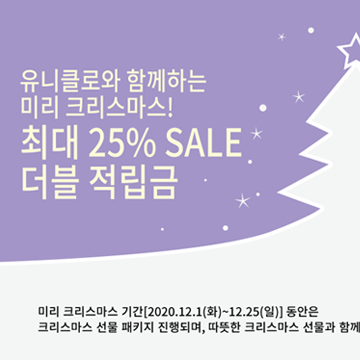 유니클로와 함께하는
미리 크리스마스!
최대 25% SALE
더블 적립금
미리 크리스마스 기간[2020.12.1(화)~12.25(일)] 동안은
크리스마스 선물 패키지 진행되며, 따뜻한 크리스마스 선물과 함께